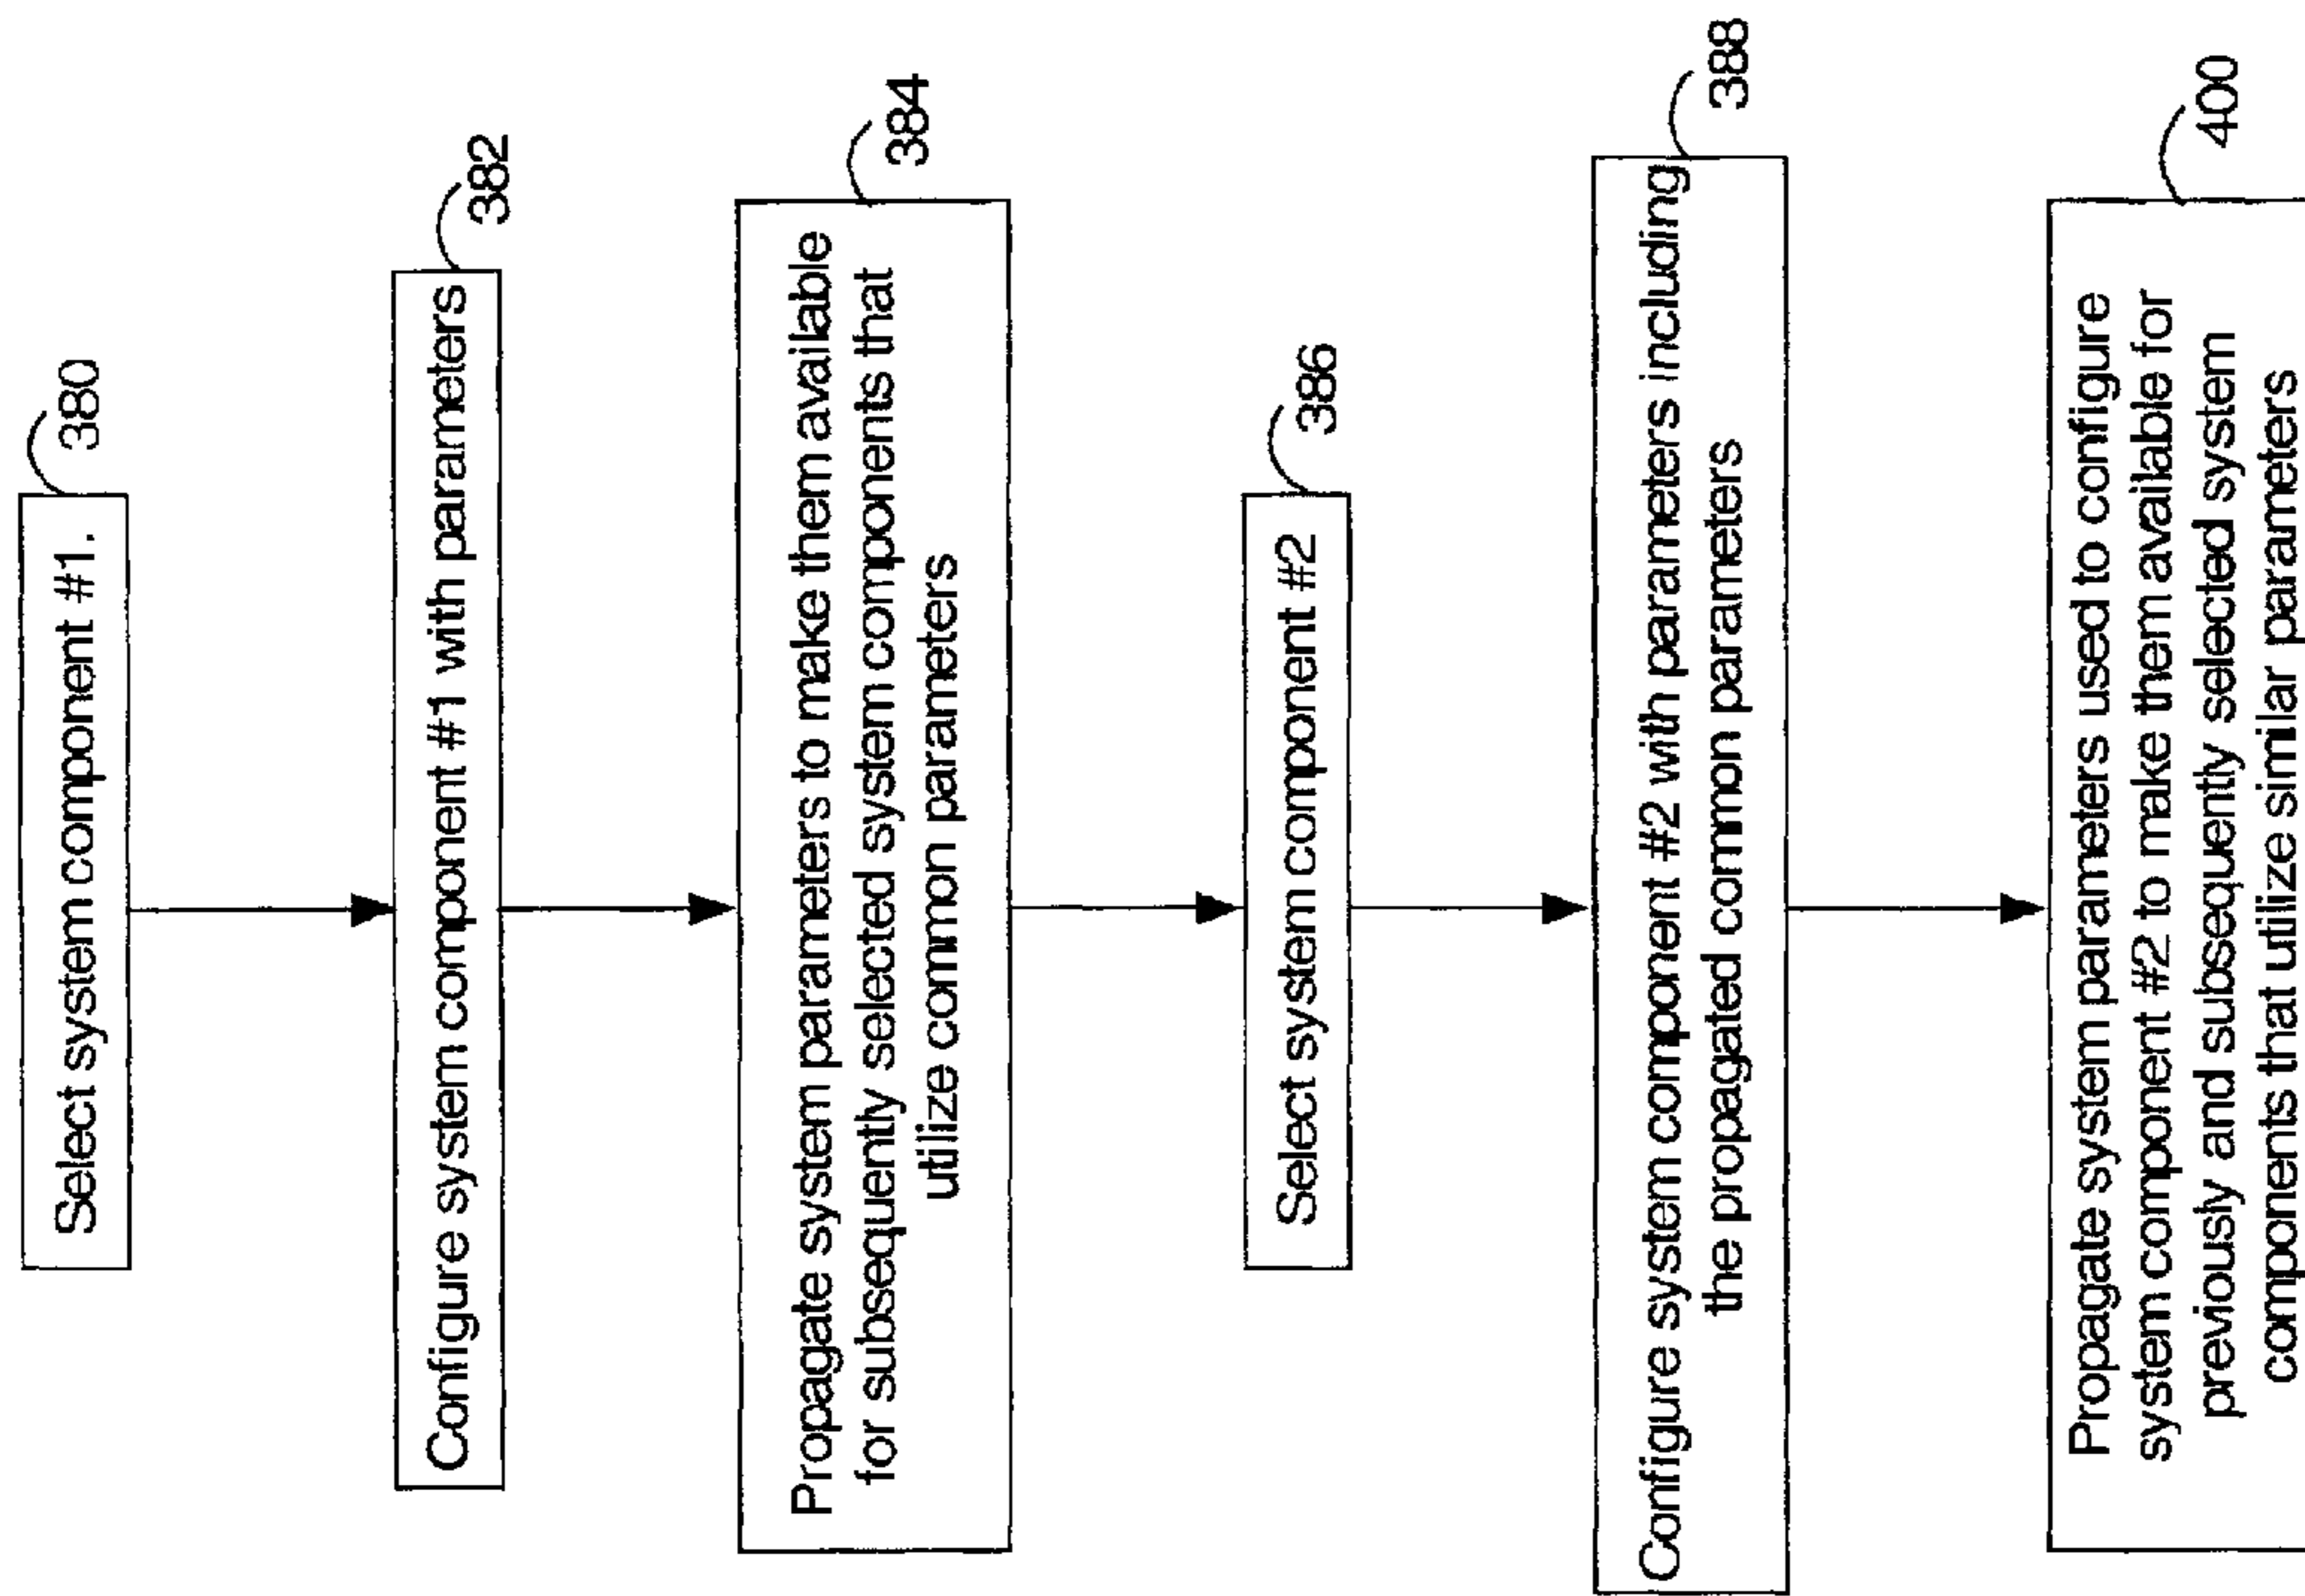 Select system component #1.
380
Configure system component #1 with parameters
382
Propagate system parameters to make them available
for subsequently selected system components that
utilize common parameters
384
Select system component #2
386
Configure system component #2 with parameters including
the propagated common parameters
388
Propagate system parameters used to configure
system component #2 to make them available for
previously and subsequently selected system
components that utilize similar parameters
400